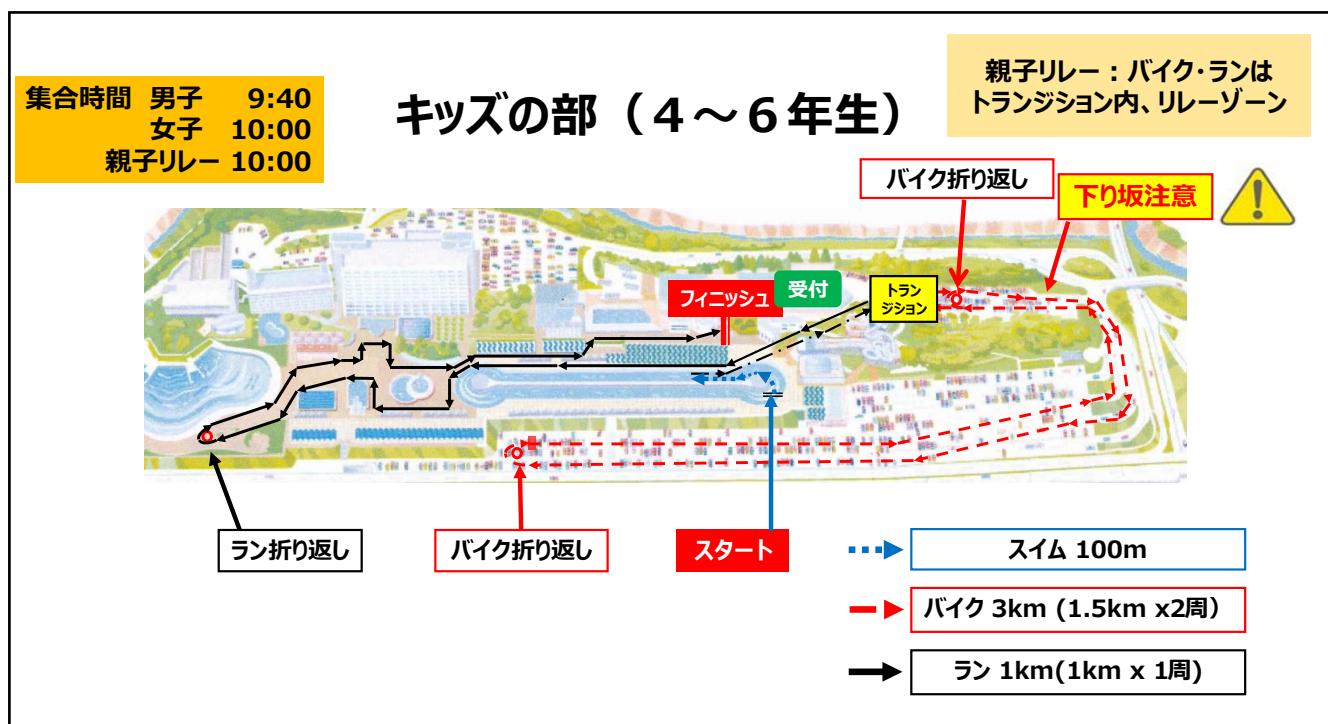 集合時間 男子 9:40
女子 10:00
親子リレー 10:00
キッズの部（４～６年生）
親子リレー：バイク・ランは
トランジション内、リレーゾーン
バイク折り返し
下り坂注意
フィニッシュ
受付
トラン
ジション
ラン折り返し
バイク折り返し
スタート
スイム 100m
バイク 3km (1.5km x2周）
ラン 1km(1km x 1周)